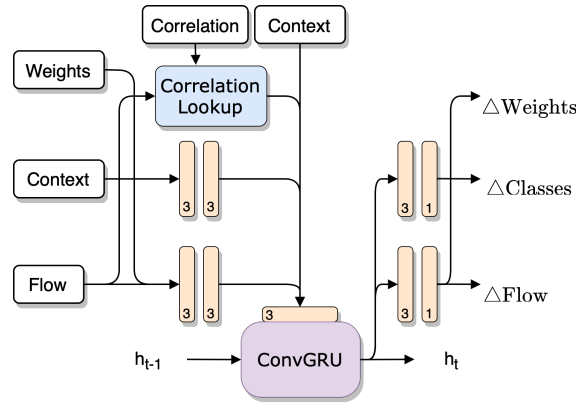 Correlation
Context
Weights
Correlation
Lookup
△Weights
Context
3 3
3 1
△Classes
Flow
3 3
3 1
△Flow
3
ConvGRU
h_{t-1}
h_t